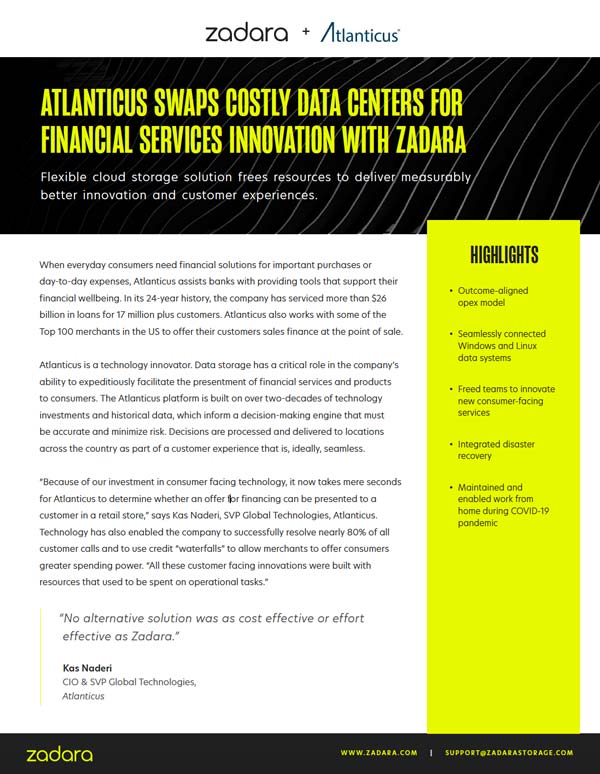 zadara + Atlanticus
ATLANTICUS SWAPS COSTLY DATA CENTERS FOR
FINANCIAL SERVICES INNOVATION WITH ZADARA
Flexible cloud storage solution frees resources to deliver measurably
better innovation and customer experiences.
When everyday consumers need financial solutions for important purchases or
day-to-day expenses, Atlanticus assists banks with providing tools that support their
financial wellbeing. In its 24-year history, the company has serviced more than $26
billion in loans for 17 million plus customers. Atlanticus also works with some of the
Top 100 merchants in the US to offer their customers sales finance at the point of sale.
Atlanticus is a technology innovator. Data storage has a critical role in the company's
ability to expeditiously facilitate the presentment of financial services and products
to consumers. The Atlanticus platform is built on over two-decades of technology
investments and historical data, which inform a decision-making engine that must
be accurate and minimize risk. Decisions are processed and delivered to locations
across the country as part of a customer experience that is, ideally, seamless.
"Because of our investment in consumer facing technology, it now takes mere seconds
for Atlanticus to determine whether an offer for financing can be presented to a
customer in a retail store," says Kas Naderi, SVP Global Technologies, Atlanticus.
Technology has also enabled the company to successfully resolve nearly 80% of all
customer calls and to use credit "waterfalls" to allow merchants to offer consumers
greater spending power. "All these customer facing innovations were built with
resources that used to be spent on operational tasks."
"No alternative solution was as cost effective or effort
effective as Zadara."
Kas Naderi
CIO & SVP Global Technologies,
Atlanticus
HIGHLIGHTS
• Outcome-aligned
opex model
• Seamlessly connected
Windows and Linux
data systems
• Freed teams to innovate
new consumer-facing
services
• Integrated disaster
recovery
• Maintained and
enabled work from
home during COVID-19
pandemic
zadara
WWW.ZADARA.COM | SUPPORT@ZADARASTORAGE.COM